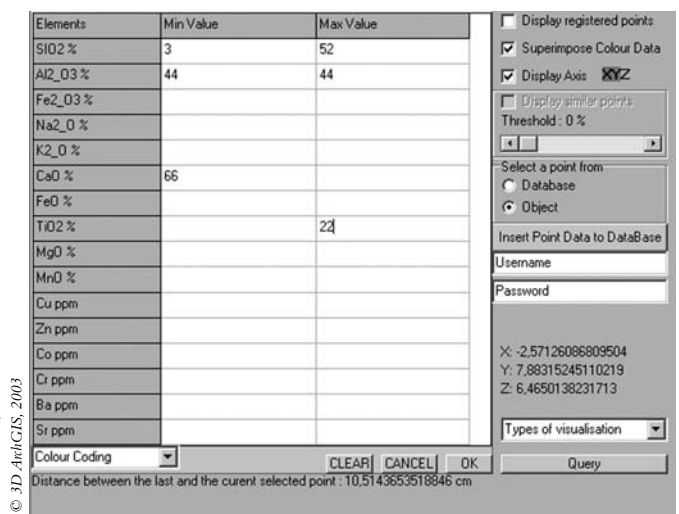 Elements Min Value Max Value
SIO2 % 3 52
Al2_O3 % 44 44
Fe2_03 %
Na2_0 %
K2_0 %
CaO % 66
FeO %
TiO2 % 22
MgO %
MnO %
Cu ppm
Zn ppm
Co ppm
Cr ppm
Ba ppm
Sr ppm
Colour Coding
CLEAR CANCEL OK
Distance between the last and the curent selected point : 10,5143653518846 cm
Display registered points
Superimpose Colour Data
Display Axis XYZ
Display similar points
Threshold : 0 %
Select a point from
Database
Object
Insert Point Data to DataBase
Username
Password
X: -2,57126086809504
Y: 7,88315245110219
Z: 6,4650138231713
Types of visualisation
Query
© 3D ArchGIS, 2003